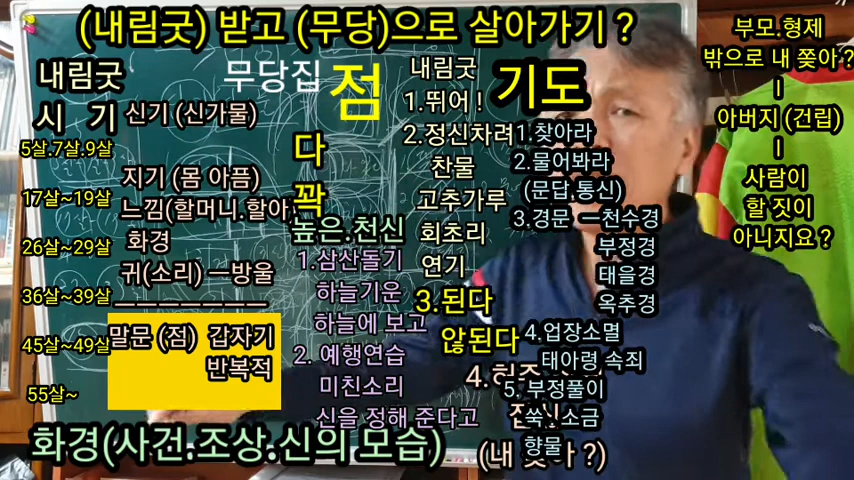 (내림굿) 받고 (무당)으로 살아가기 ?
내림굿
시 기
5살.7살.9살
17살~19살
26살~29살
36살~39살
45살~49살
55살~
신기 (신가물)
지기 (몸 아픔)
느낌(할머니.할아
화경
귀(소리) ㅡ방울
말문 (점) 갑자기
반복적
화경(사건.조상.신의 모습)
무당집 점
다
꽉
높은.천신
1.삼산돌기
하늘기운
하늘에 보고
2. 예행연습
미친소리
신을 정해 준다고
내림굿
1.뛰어 !
2.정신차려
찬물
고추가루
회초리
연기
3.된다
않된다
(내
?)
기도
1.찾아라
2.물어봐라
(문답.통신)
3.경문 ㅡ천수경
부정경
태을경
옥추경
4.업장소멸
태아령 속죄
5. 부정풀이
쑥.소금
향물
부모.형제
밖으로 내 쫓아?
ㅣ
아버지 (건립)
ㅣ
사람이
할 짓이
아니지요 ?